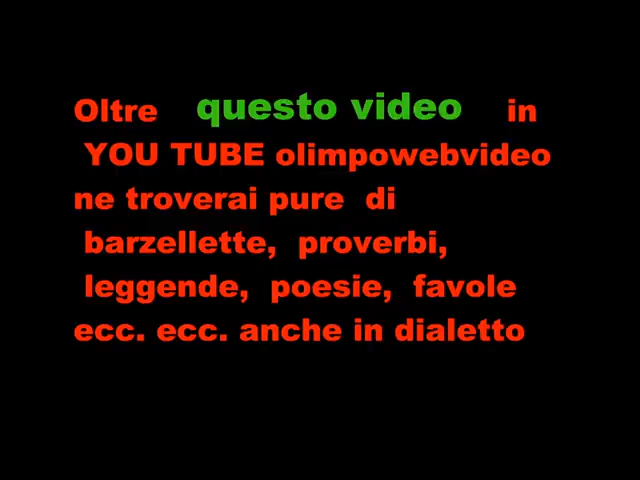 Oltre questo video in
YOU TUBE olimpowebvideo
ne troverai pure di
barzellette, proverbi,
leggende, poesie, favole
ecc. ecc. anche in dialetto